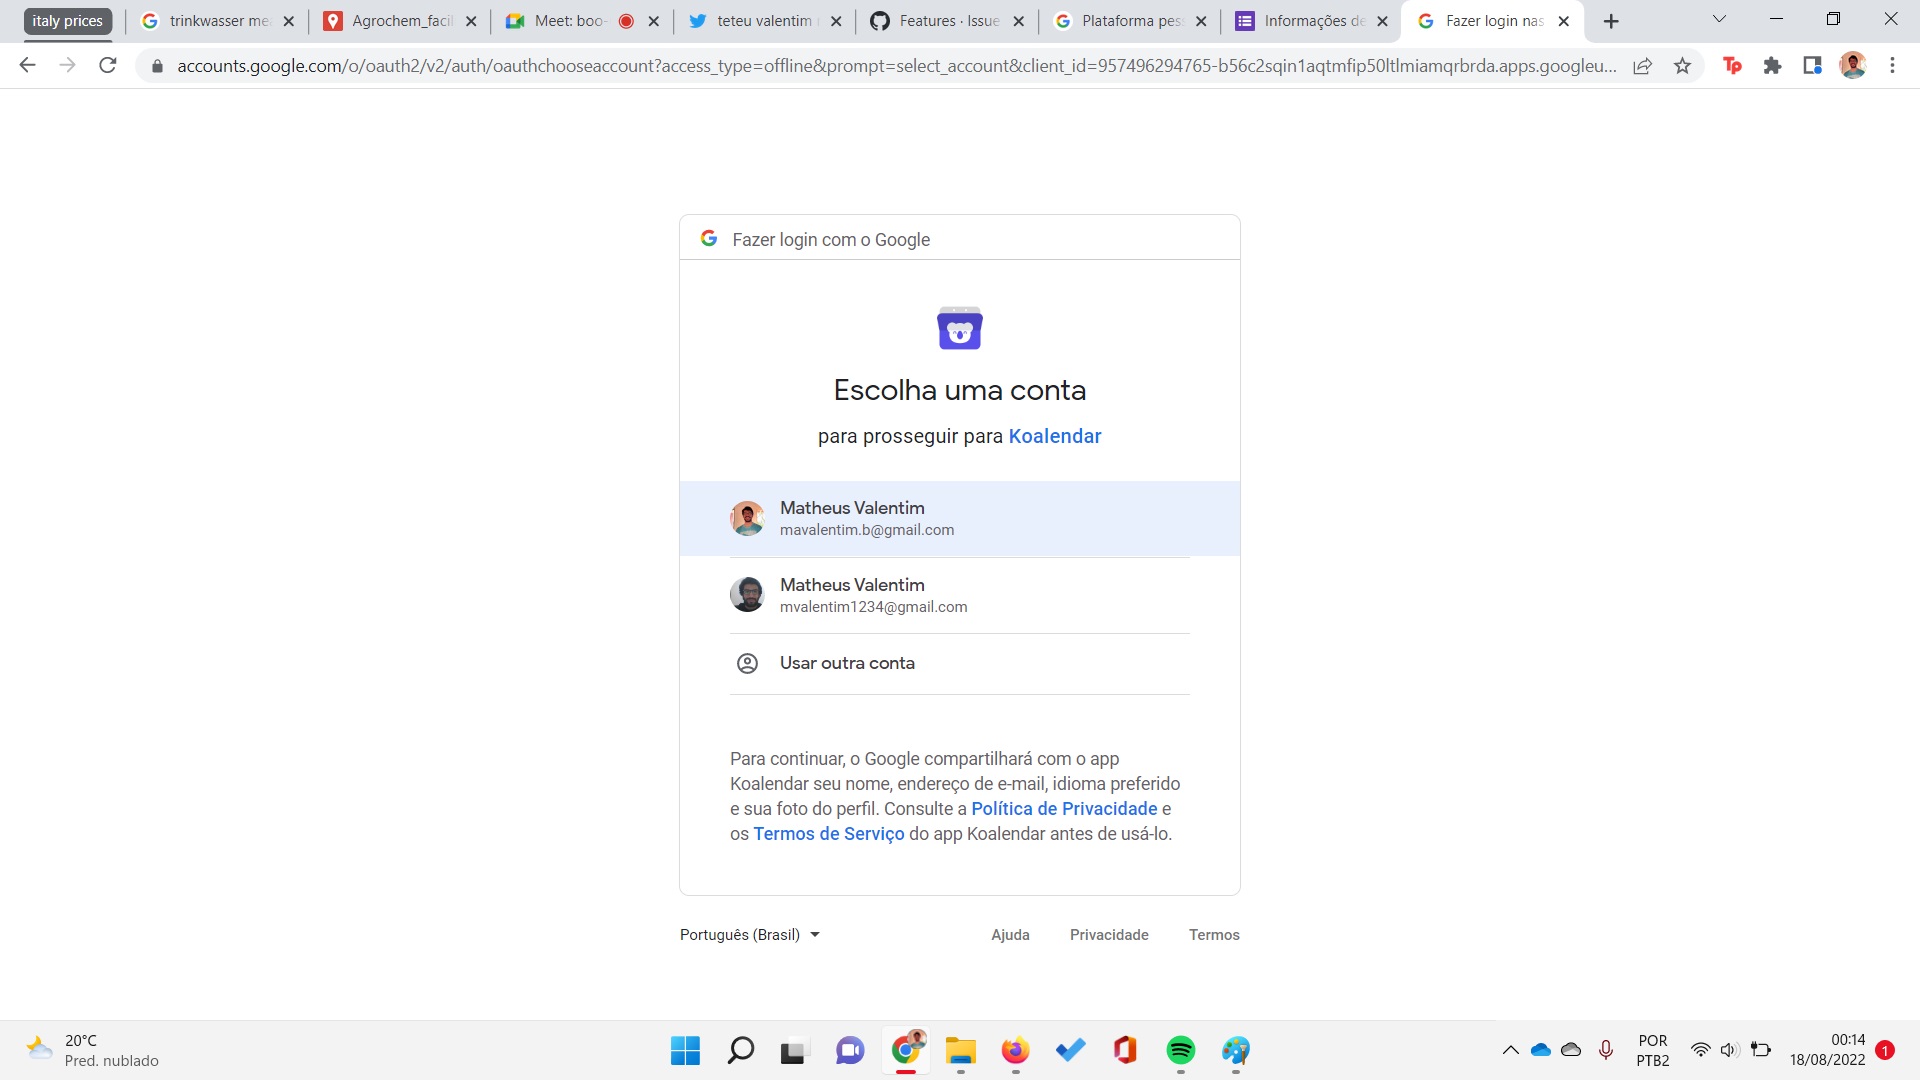 italy prices
trinkwasser me
Agrochem_facil
Meet: boo-
teteu valentim
Features · Issue
Plataforma pes
Informações de
Fazer login nas
accounts.google.com/o/oauth2/v2/auth/oauthchooseaccount?access_type=offline&prompt=select_account&client_id=957496294765-b56c2sqin1aqtmfip50ltlmiamqrbrda.apps.googleu...
Fazer login com o Google
Escolha uma conta
para prosseguir para Koalendar
Matheus Valentim
mavalentim.b@gmail.com
Matheus Valentim
mvalentim1234@gmail.com
Usar outra conta
Para continuar, o Google compartilhará com o app
Koalendar seu nome, endereço de e-mail, idioma preferido
e sua foto do perfil. Consulte a Política de Privacidade e
os Termos de Serviço do app Koalendar antes de usá-lo.
Português (Brasil)
Ajuda
Privacidade
Termos
20°C
Pred. nublado
POR
PTB2
00:14
18/08/2022
1